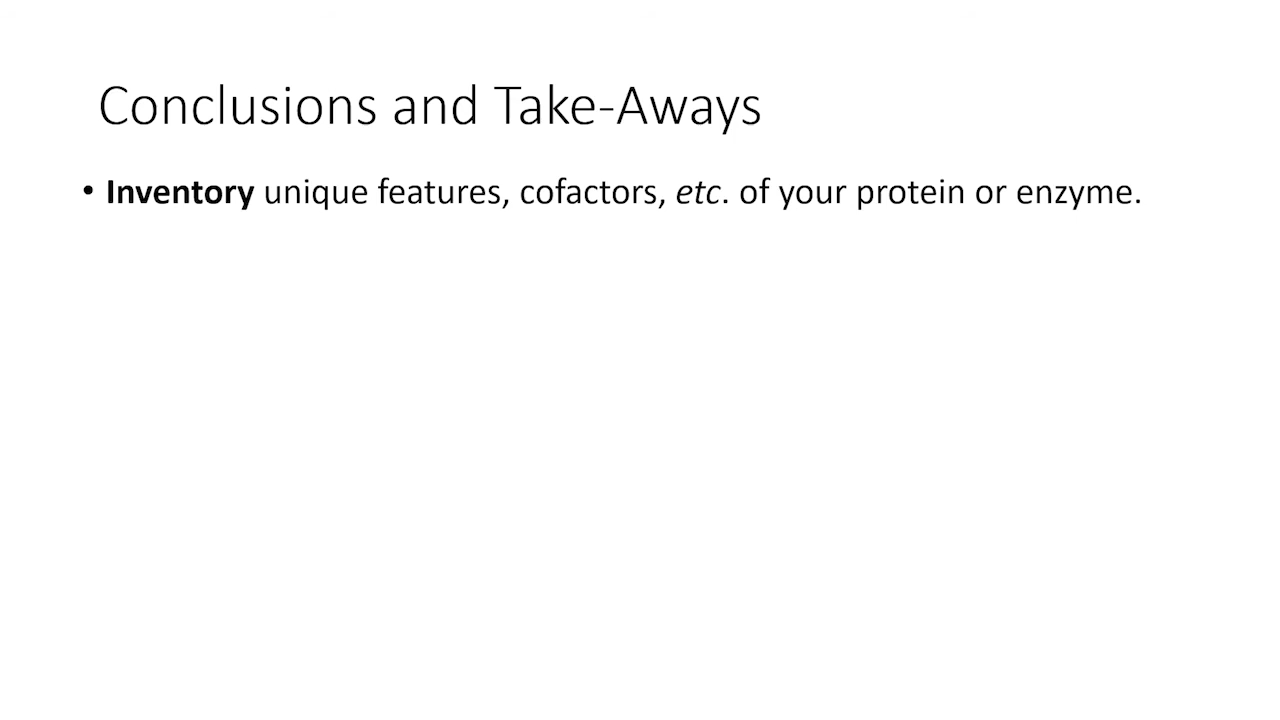 Conclusions and Take-Aways
• Inventory unique features, cofactors, etc. of your protein or enzyme.